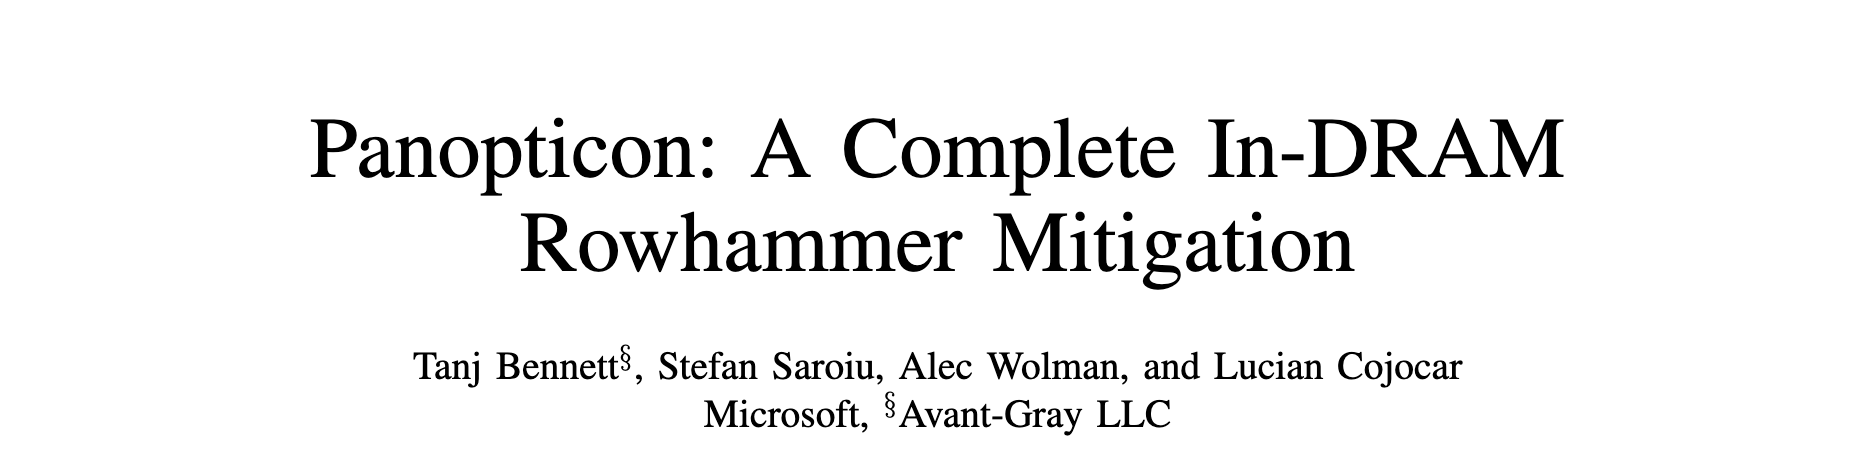 Panopticon: A Complete In-DRAM
Rowhammer Mitigation
Tanj Bennett§, Stefan Saroiu, Alec Wolman, and Lucian Cojocar
Microsoft, §Avant-Gray LLC